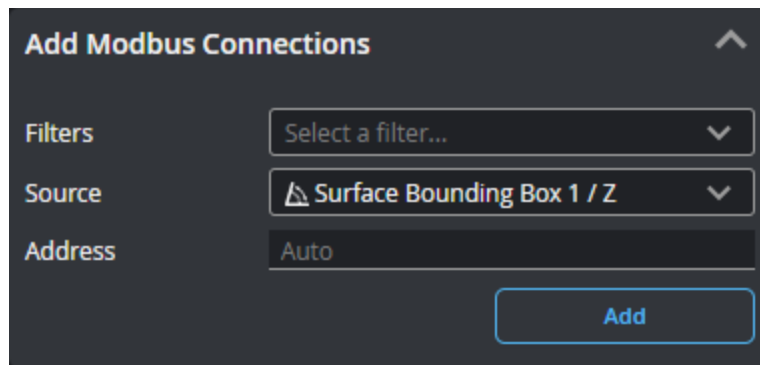 Add Modbus Connections
Filters Select a filter...
Source Surface Bounding Box 1 / Z
Address Auto
Add